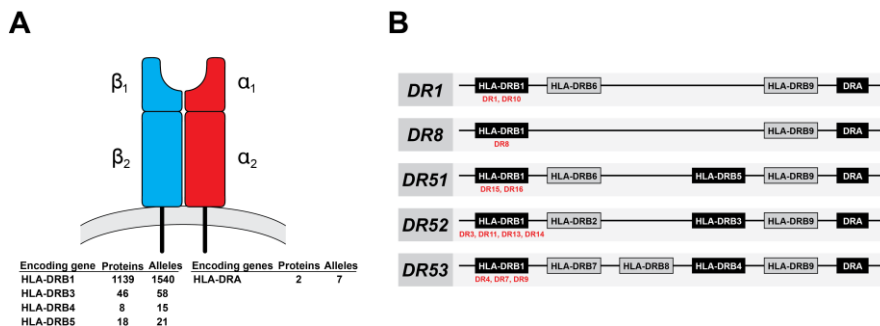 A
B
β1
α1
β2
α2
Encoding gene Proteins Alleles Encoding genes Proteins Alleles
HLA-DRB1 1139 1540 HLA-DRA 2 7
HLA-DRB3 46 58
HLA-DRB4 8 15
HLA-DRB5 18 21
DR1 HLA-DRB1 HLA-DRB6 HLA-DRB9 DRA
DR1, DR10
DR8 HLA-DRB1 HLA-DRB9 DRA
DR8
DR51 HLA-DRB1 HLA-DRB6 HLA-DRB5 HLA-DRB9 DRA
DR15, DR16
DR52 HLA-DRB1 HLA-DRB2 HLA-DRB3 HLA-DRB9 DRA
DR3, DR11, DR13, DR14
DR53 HLA-DRB1 HLA-DRB7 HLA-DRB8 HLA-DRB4 HLA-DRB9 DRA
DR4, DR7, DR9